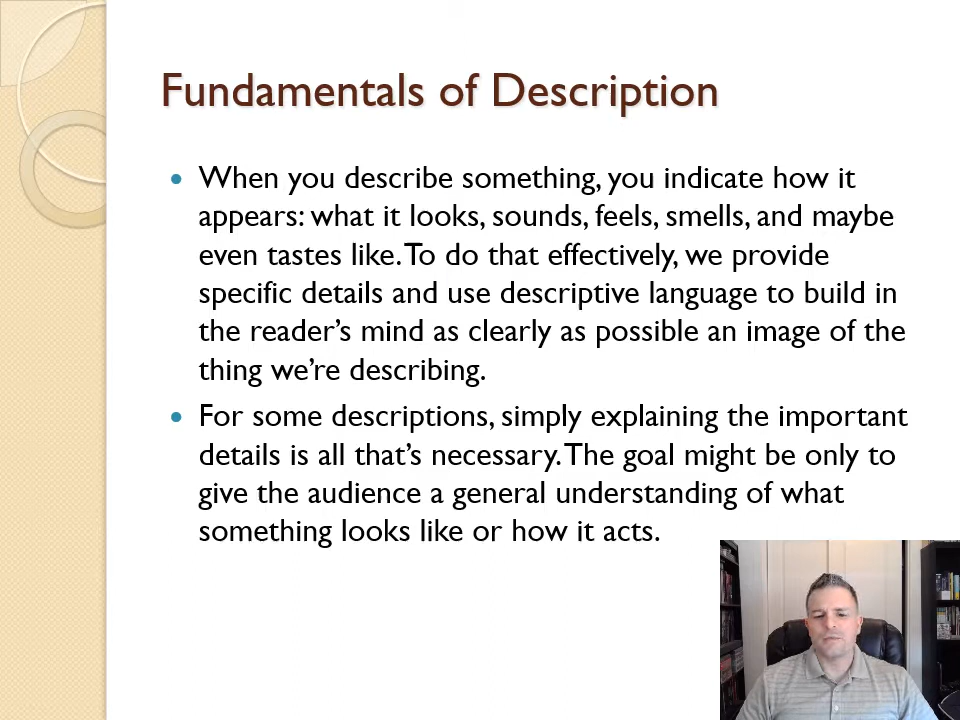 Fundamentals of Description
When you describe something, you indicate how it
appears: what it looks, sounds, feels, smells, and maybe
even tastes like. To do that effectively, we provide
specific details and use descriptive language to build in
the reader’s mind as clearly as possible an image of the
thing we’re describing.
For some descriptions, simply explaining the important
details is all that’s necessary. The goal might be only to
give the audience a general understanding of what
something looks like or how it acts.